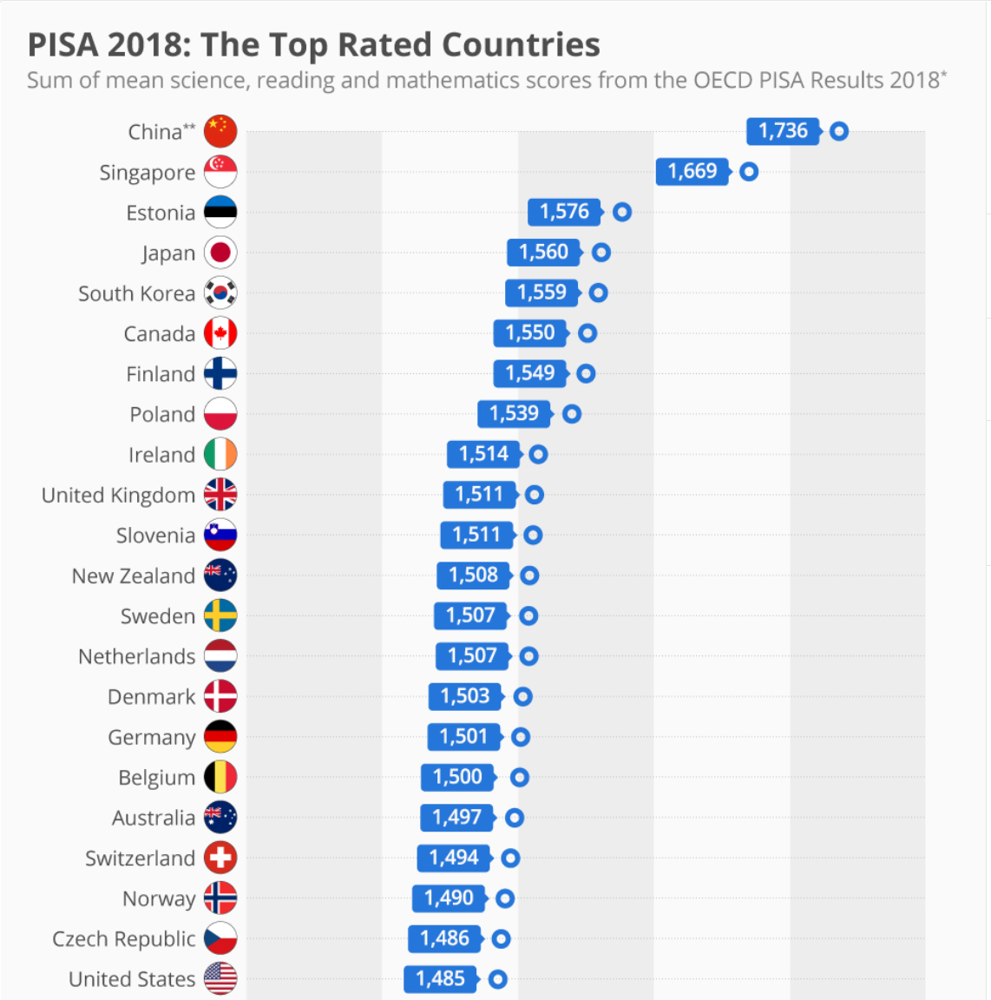 PISA 2018: The Top Rated Countries
Sum of mean science, reading and mathematics scores from the OECD PISA Results 2018*
China** 1,736
Singapore 1,669
Estonia 1,576
Japan 1,560
South Korea 1,559
Canada 1,550
Finland 1,549
Poland 1,539
Ireland 1,514
United Kingdom 1,511
Slovenia 1,511
New Zealand 1,508
Sweden 1,507
Netherlands 1,507
Denmark 1,503
Germany 1,501
Belgium 1,500
Australia 1,497
Switzerland 1,494
Norway 1,490
Czech Republic 1,486
United States 1,485